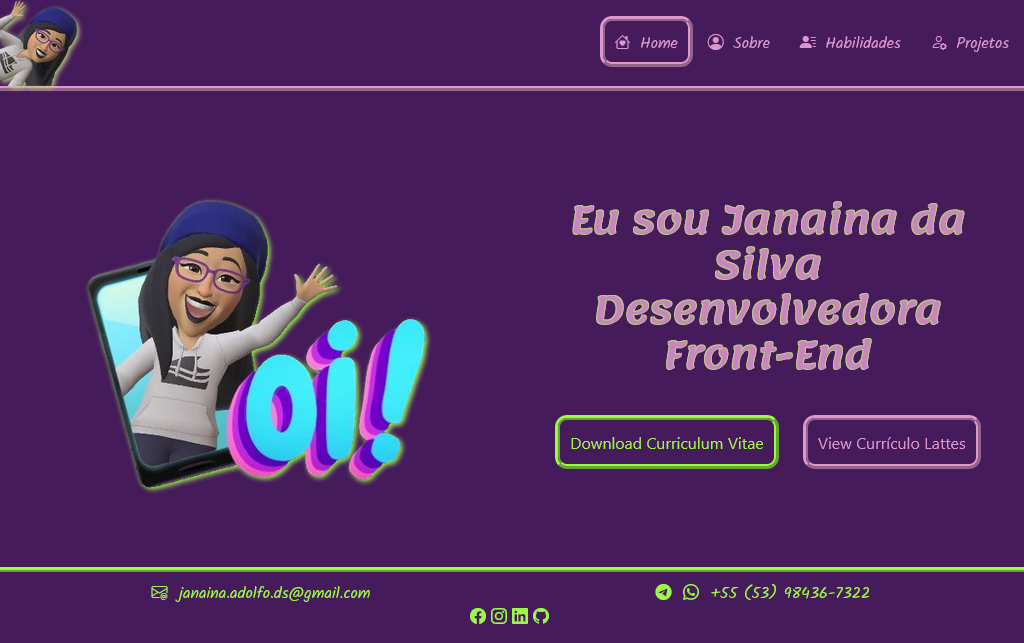 Home Sobre Habilidades Projetos
Eu sou Janaina da
Silva
Desenvolvedora
Front-End
oi!
Download Curriculum Vitae View Currículo Lattes
janaina.adolfo.ds@gmail.com +55 (53) 98436-7322